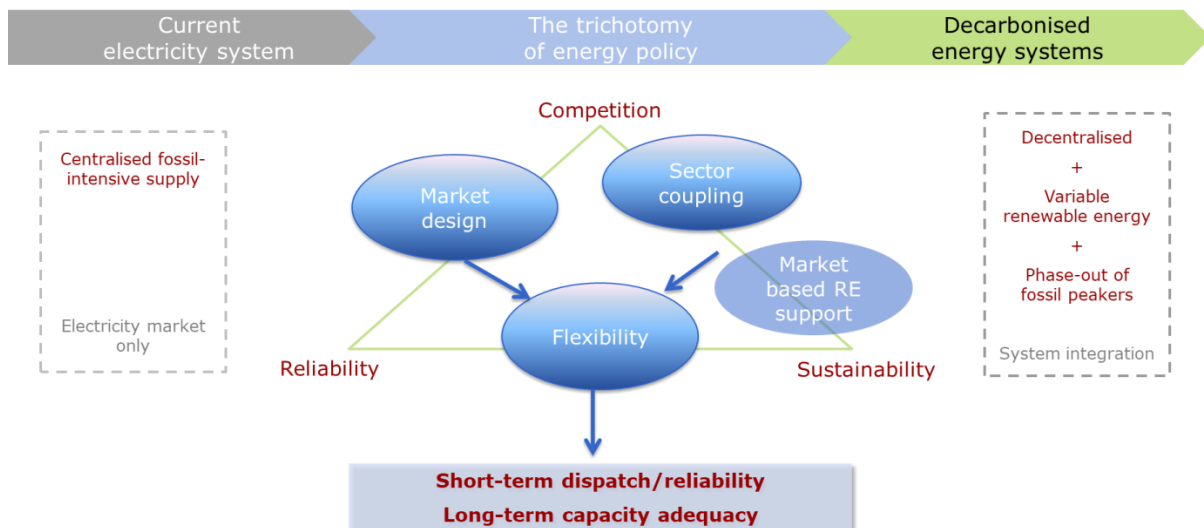 Current
electricity system
The trichotomy
of energy policy
Decarbonised
energy systems
Competition
Centralised fossil-
intensive supply
Electricity market
only
Market
design
Sector
coupling
Market
based RE
support
Flexibility
Reliability
Sustainability
Decentralised
+
Variable
renewable energy
+
Phase-out of
fossil peakers
System integration
Short-term dispatch/reliability
Long-term capacity adequacy